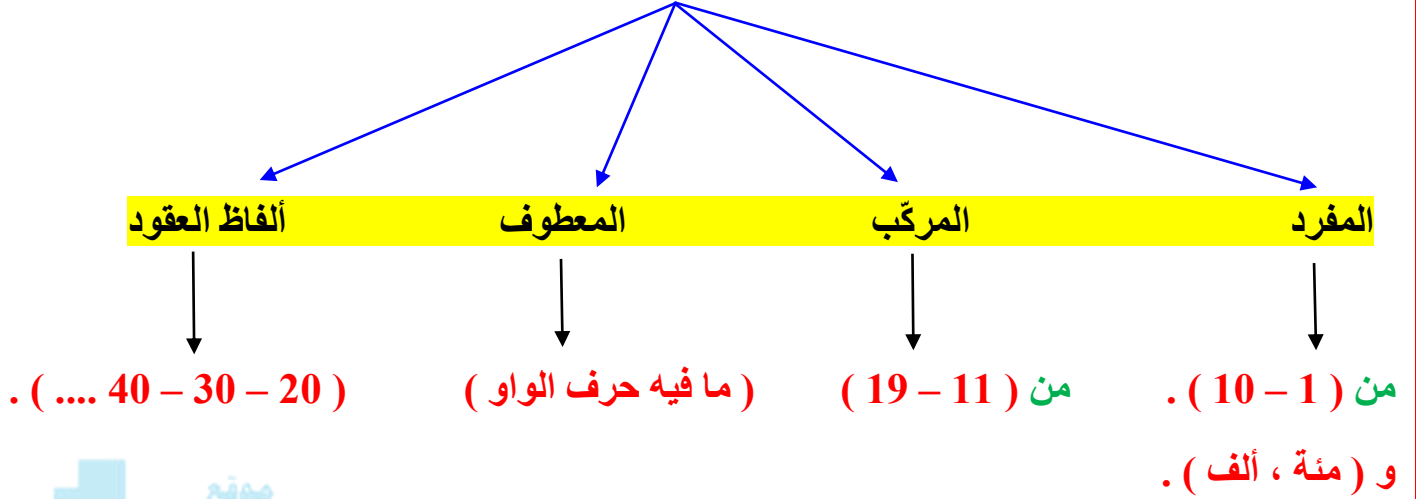 المفرد المركّب المعطوف ألفاظ العقود
من ( 1 – 10 ) . من ( 11 – 19 ) ( ما فيه حرف الواو ) ( 20 – 30 – 40 .... ) .
و ( مئة ، ألف ) .
موقع